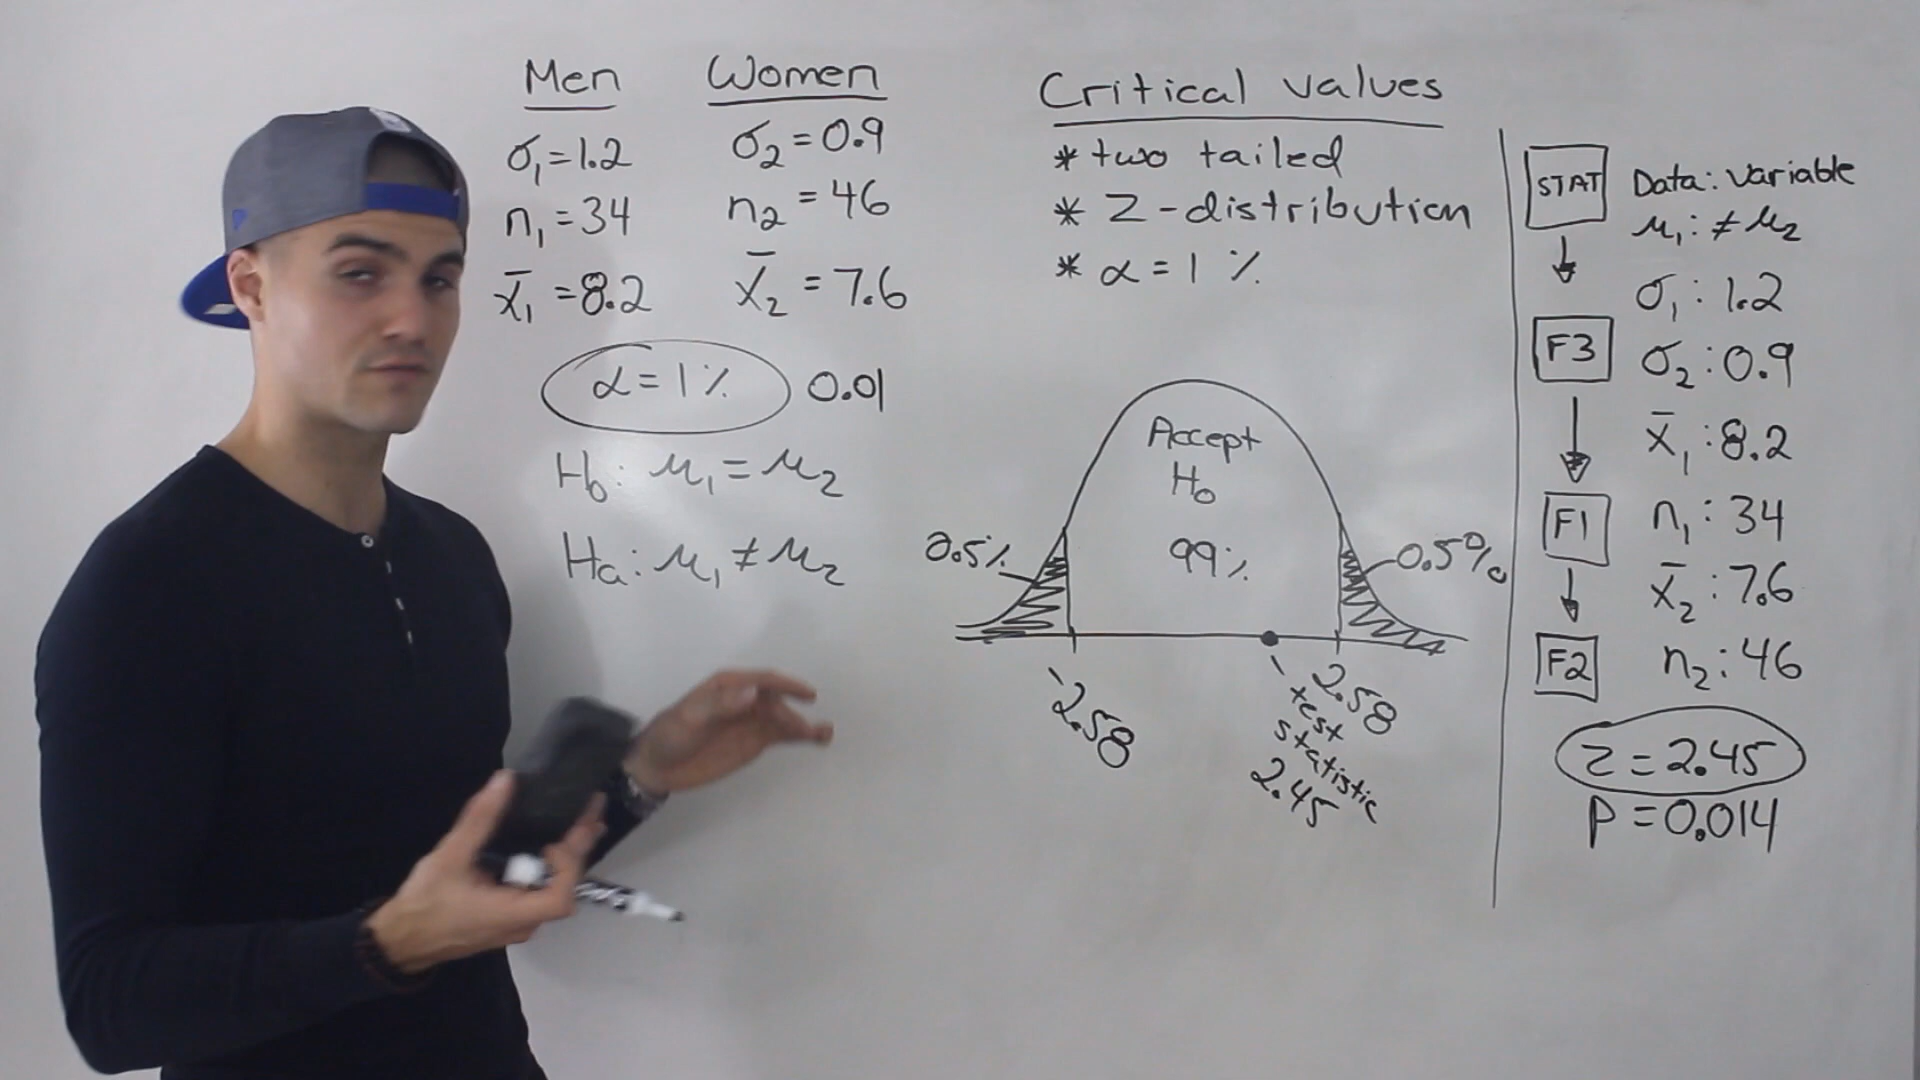 Men
σ₁=1.2
n₁=34
x̄₁=8.2
Women
σ₂=0.9
n₂=46
x̄₂=7.6
α=1% 0.01
H₀: μ₁=μ₂
Hₐ: μ₁≠μ₂
Critical values
* two tailed
* Z-distribution
* α=1%
Accept
H₀
99%
0.5%
0.5%
-2.58
2.58
test
statistic
2.45
STAT
F3
F1
F2
Data: Variable
μ₁: ≠μ₂
σ₁: 1.2
σ₂: 0.9
x̄₁: 8.2
n₁: 34
x̄₂: 7.6
n₂: 46
z=2.45
P=0.014